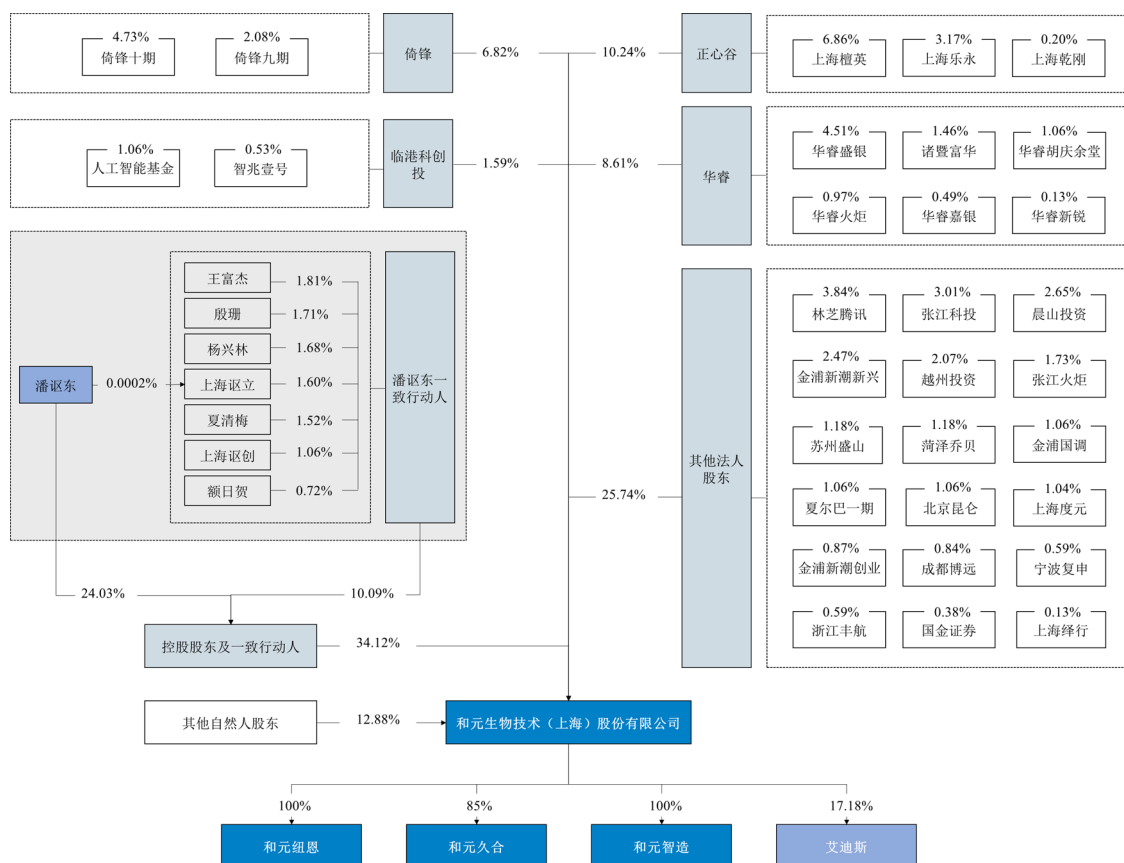 4.73%
倚锋十期
2.08%
倚锋九期
倚锋
6.82%
10.24%
正心谷
6.86%
上海檀英
3.17%
上海乐永
0.20%
上海乾刚
1.06%
人工智能基金
0.53%
智兆壹号
临港科创
投
1.59%
8.61%
华睿
4.51%
华睿盛银
1.46%
诸暨富华
1.06%
华睿胡庆余堂
0.97%
华睿火炬
0.49%
华睿嘉银
0.13%
华睿新锐
潘讴东
0.0002%
王富杰
1.81%
殷珊
1.71%
杨兴林
1.68%
上海讴立
1.60%
夏清梅
1.52%
上海讴创
1.06%
额日贺
0.72%
潘讴东一
致行动人
25.74%
其他法人
股东
3.84%
林芝腾讯
3.01%
张江科投
2.65%
晨山投资
2.47%
金浦新潮新兴
2.07%
越州投资
1.73%
张江火炬
1.18%
苏州盛山
1.18%
菏泽乔贝
1.06%
金浦国调
1.06%
夏尔巴一期
1.06%
北京昆仑
1.04%
上海度元
0.87%
金浦新潮创业
0.84%
成都博远
0.59%
宁波复申
0.59%
浙江丰航
0.38%
国金证券
0.13%
上海绎行
24.03%
10.09%
控股股东及一致行动人
34.12%
其他自然人股东
12.88%
和元生物技术（上海）股份有限公司
100%
和元纽恩
85%
和元久合
100%
和元智造
17.18%
艾迪斯